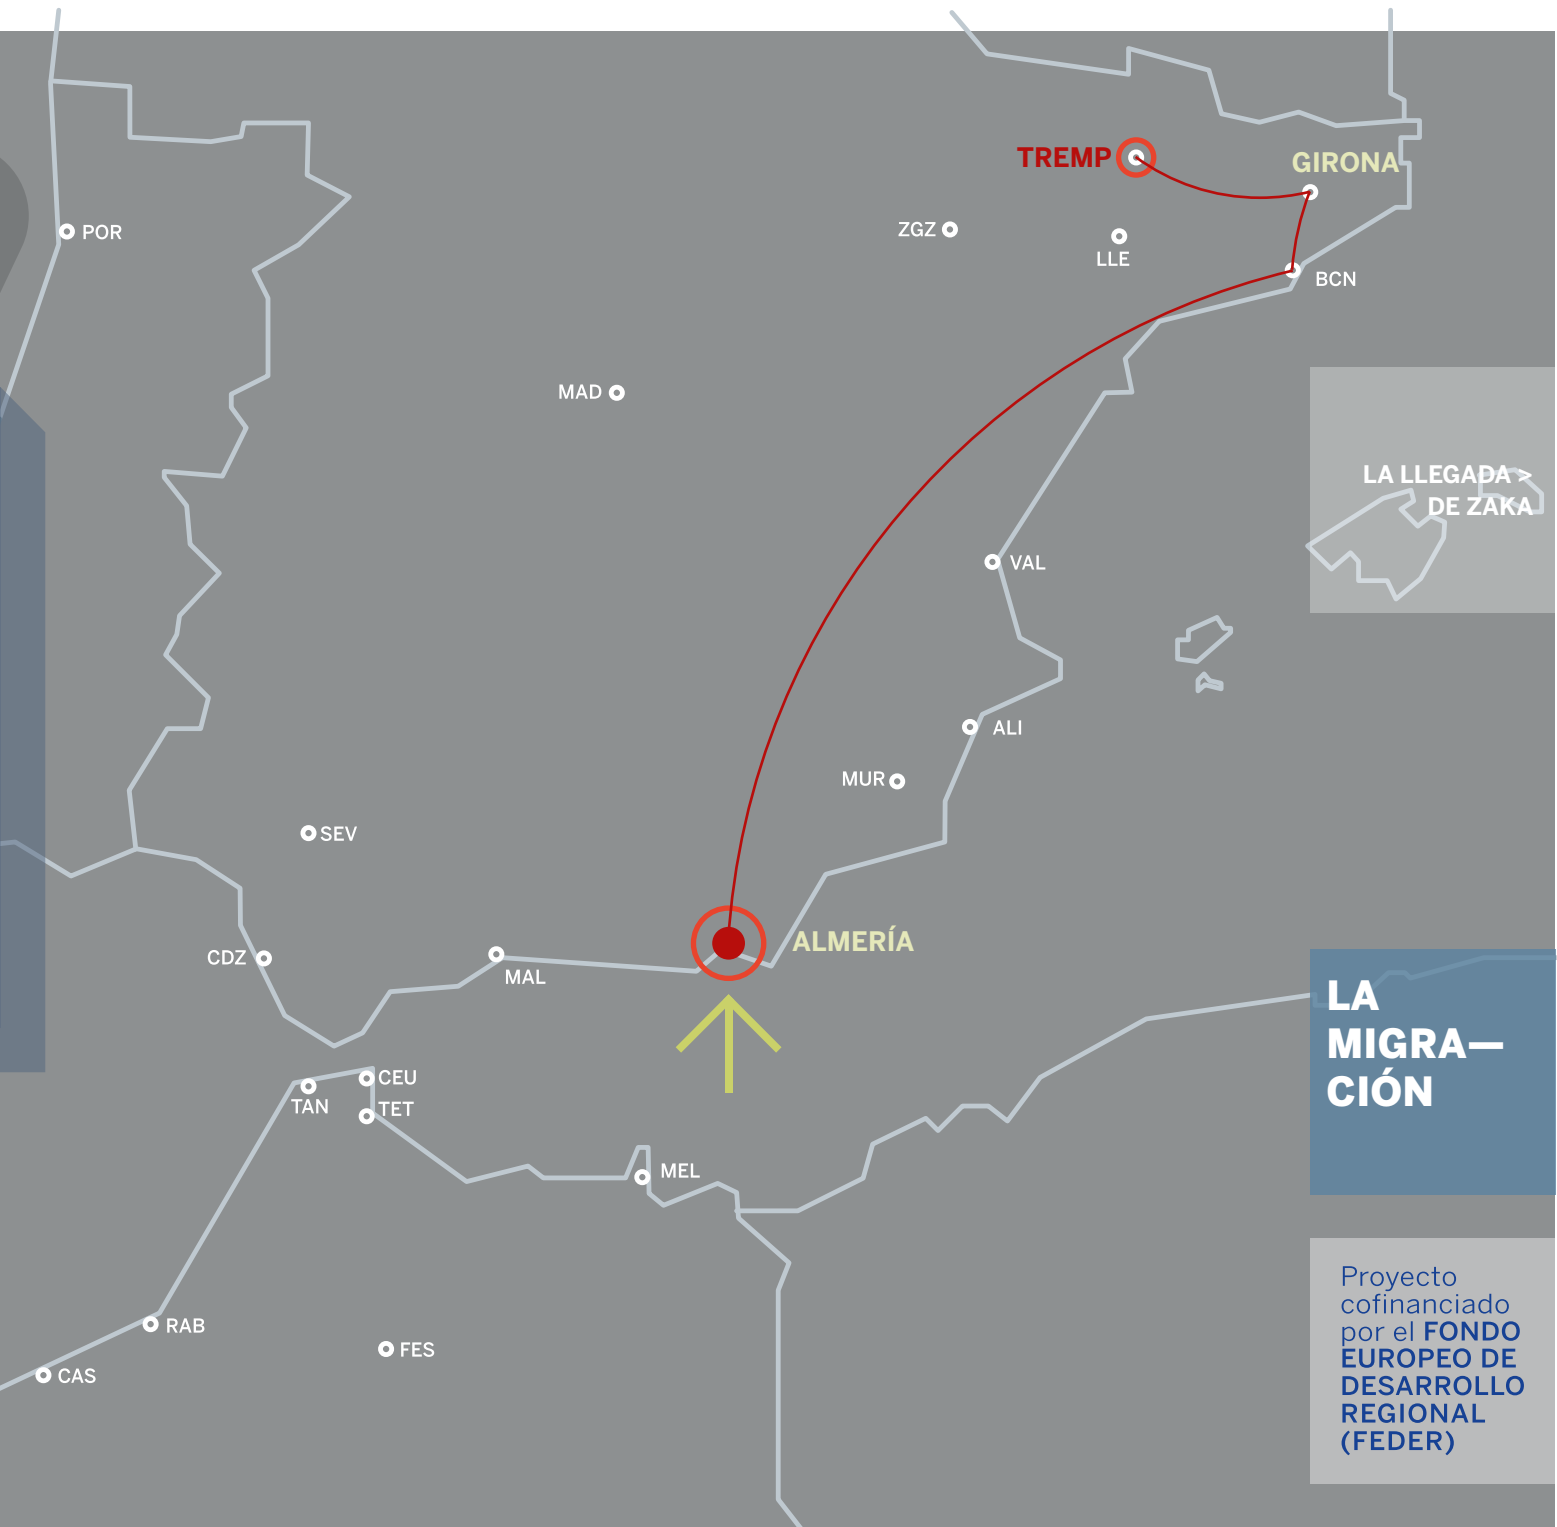 TREMP
GIRONA
POR
ZGZ
LLE
BCN
MAD
LA LLEGADA >
DE ZAKA
VAL
ALI
MUR
SEV
ALMERÍA
CDZ
MAL
LA
MIGRA—
CIÓN
CEU
TAN
TET
MEL
Proyecto
cofinanciado
por el FONDO
EUROPEO DE
DESARROLLO
REGIONAL
(FEDER)
RAB
FES
CAS